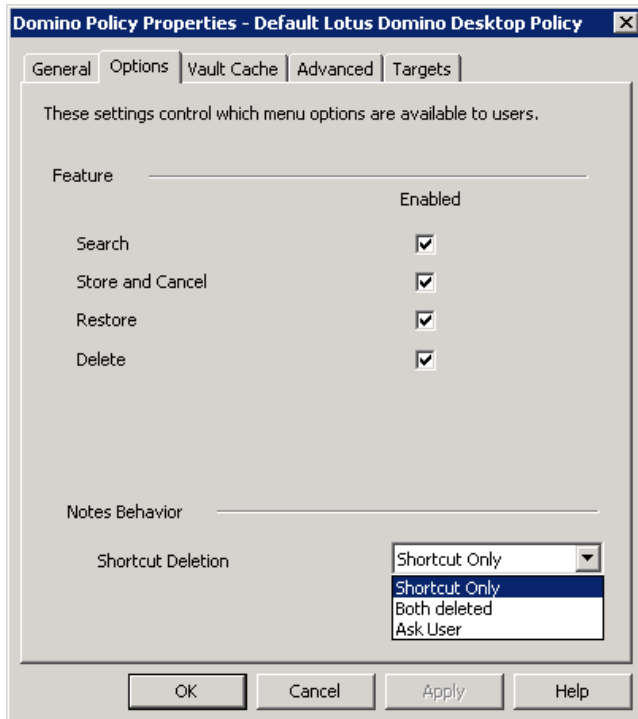 Domino Policy Properties - Default Lotus Domino Desktop Policy
General Options Vault Cache Advanced Targets
These settings control which menu options are available to users.
Feature
Enabled
Search
Store and Cancel
Restore
Delete
Notes Behavior
Shortcut Deletion Shortcut Only
Shortcut Only
Both deleted
Ask User
OK Cancel Apply Help